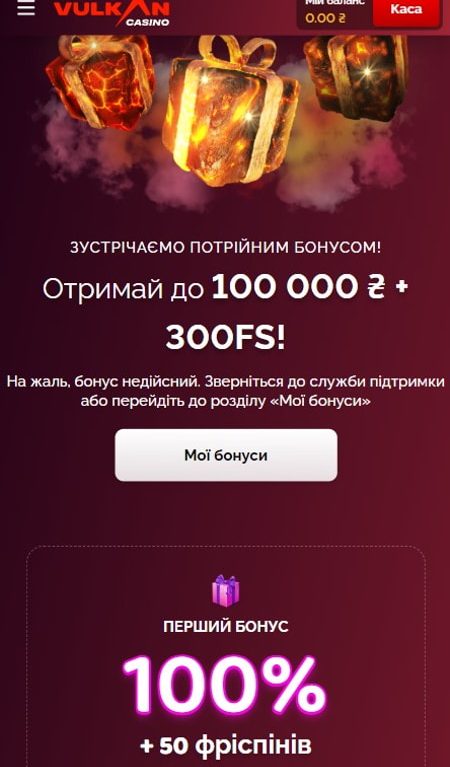 VULKAN
CASINO
Мій баланс
0.00 ₴
Каса
ЗУСТРІЧАЄМО ПОТРІЙНИМ БОНУСОМ!
Отримай до 100 000 ₴ +
300FS!
На жаль, бонус недійсний. Зверніться до служби підтримки
або перейдіть до розділу «Мої бонуси»
Мої бонуси
ПЕРШИЙ БОНУС
100%
+ 50 фріспінів